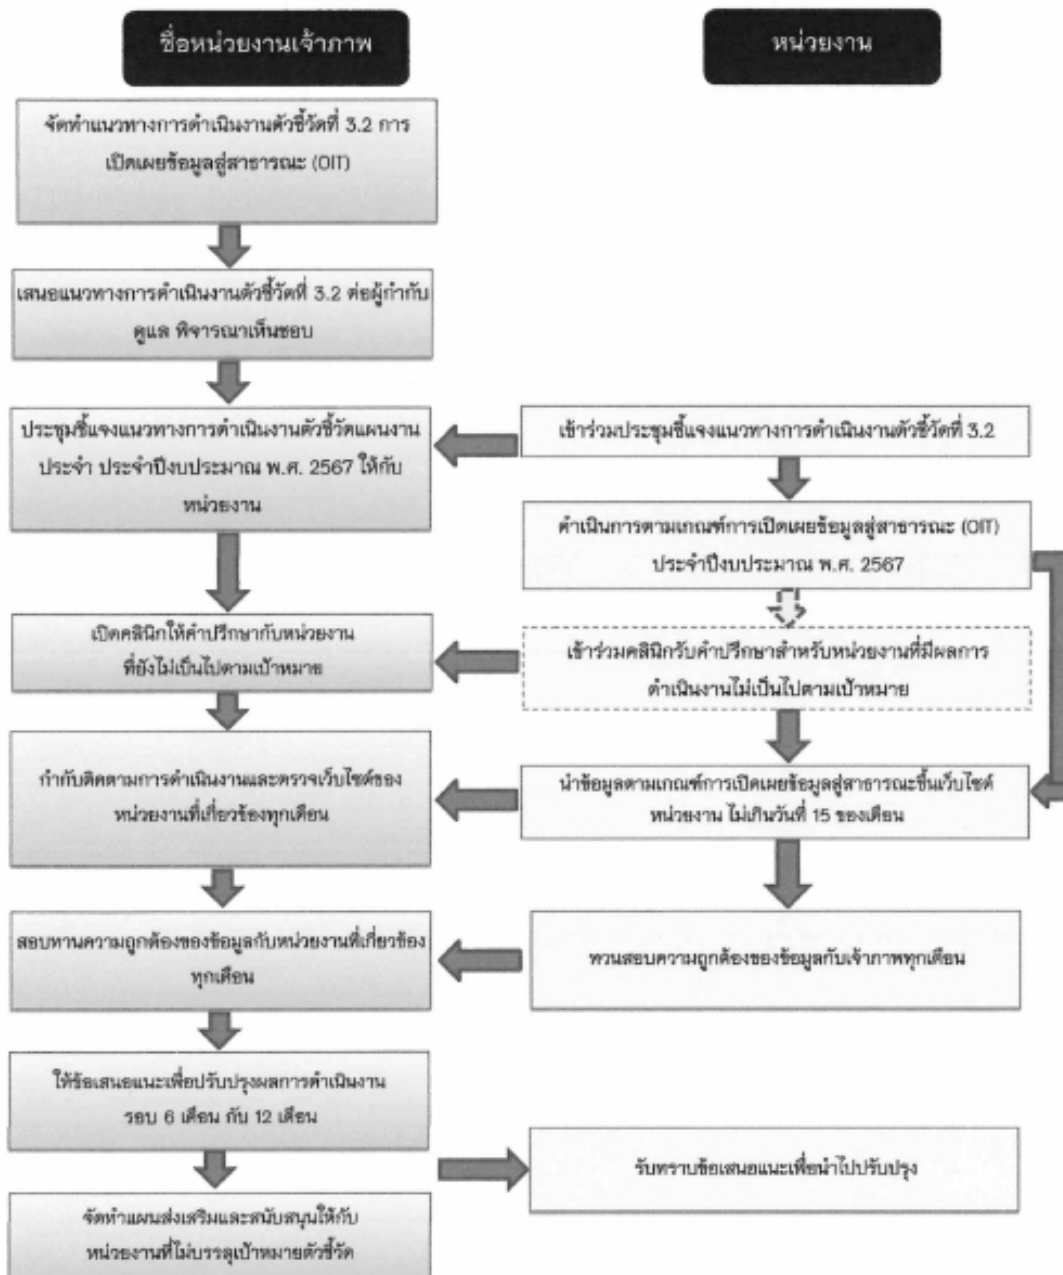 ชื่อหน่วยงานเจ้าภาพ
หน่วยงาน
จัดทำแนวทางการดำเนินงานตัวชี้วัดที่ 3.2 การ
เปิดเผยข้อมูลสู่สาธารณะ (OIT)
เสนอแนวทางการดำเนินงานตัวชี้วัดที่ 3.2 ต่อผู้กำกับ
ดูแล พิจารณาเห็นชอบ
ประชุมชี้แจงแนวทางการดำเนินงานตัวชี้วัดแผนงาน
ประจำ ประจำปีงบประมาณ พ.ศ. 2567 ให้กับ
หน่วยงาน
เข้าร่วมประชุมชี้แจงแนวทางการดำเนินงานตัวชี้วัดที่ 3.2
ดำเนินการตามเกณฑ์การเปิดเผยข้อมูลสู่สาธารณะ (OIT)
ประจำปีงบประมาณ พ.ศ. 2567
เปิดคลินิกให้คำปรึกษากับหน่วยงาน
ที่ยังไม่เป็นไปตามเป้าหมาย
เข้าร่วมคลินิกรับคำปรึกษาสำหรับหน่วยงานที่มีผลการ
ดำเนินงานไม่เป็นไปตามเป้าหมาย
กำกับติดตามการดำเนินงานและตรวจเว็บไซต์ของ
หน่วยงานที่เกี่ยวข้องทุกเดือน
นำข้อมูลตามเกณฑ์การเปิดเผยข้อมูลสู่สาธารณะขึ้นเว็บไซต์
หน่วยงาน ไม่เกินวันที่ 15 ของเดือน
สอบทานความถูกต้องของข้อมูลกับหน่วยงานที่เกี่ยวข้อง
ทุกเดือน
ทวนสอบความถูกต้องของข้อมูลกับเจ้าภาพทุกเดือน
ให้ข้อเสนอแนะเพื่อปรับปรุงผลการดำเนินงาน
รอบ 6 เดือน กับ 12 เดือน
รับทราบข้อเสนอแนะเพื่อนำไปปรับปรุง
จัดทำแผนส่งเสริมและสนับสนุนให้กับ
หน่วยงานที่ไม่บรรลุเป้าหมายตัวชี้วัด